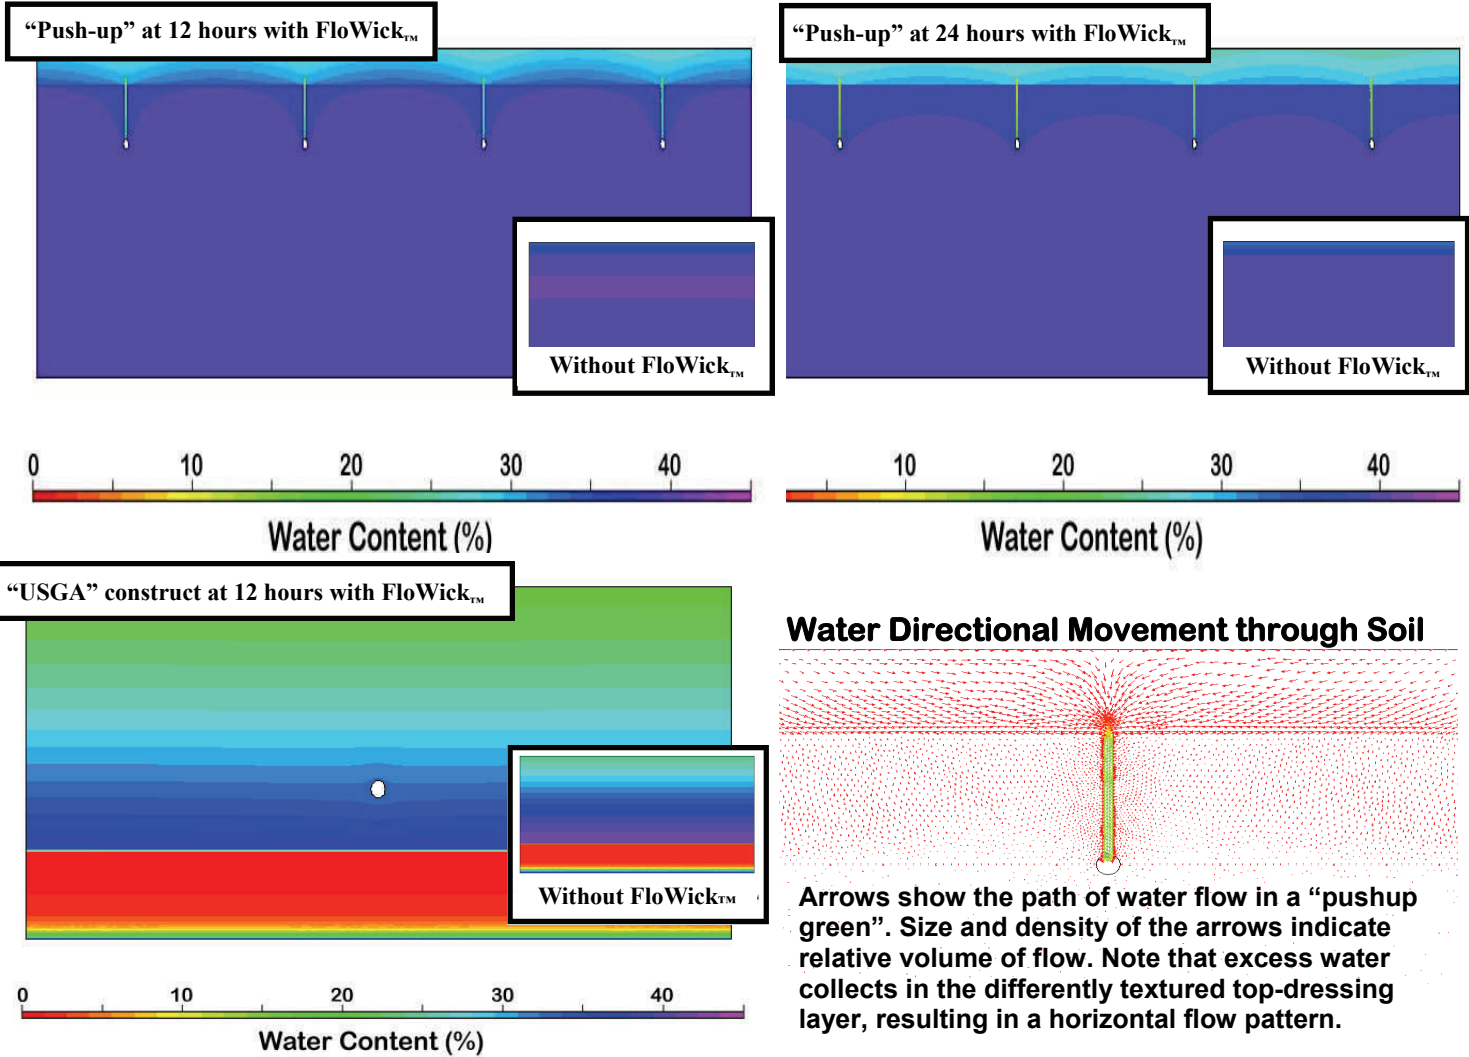 “Push-up” at 12 hours with FloWick™
“Push-up” at 24 hours with FloWick™
Without FloWick™
Without FloWick™
0 10 20 30 40
Water Content (%)
10 20 30 40
Water Content (%)
“USGA” construct at 12 hours with FloWick™
Without FloWick™
0 10 20 30 40
Water Content (%)
Water Directional Movement through Soil
Arrows show the path of water flow in a “pushup
green”. Size and density of the arrows indicate
relative volume of flow. Note that excess water
collects in the differently textured top-dressing
layer, resulting in a horizontal flow pattern.